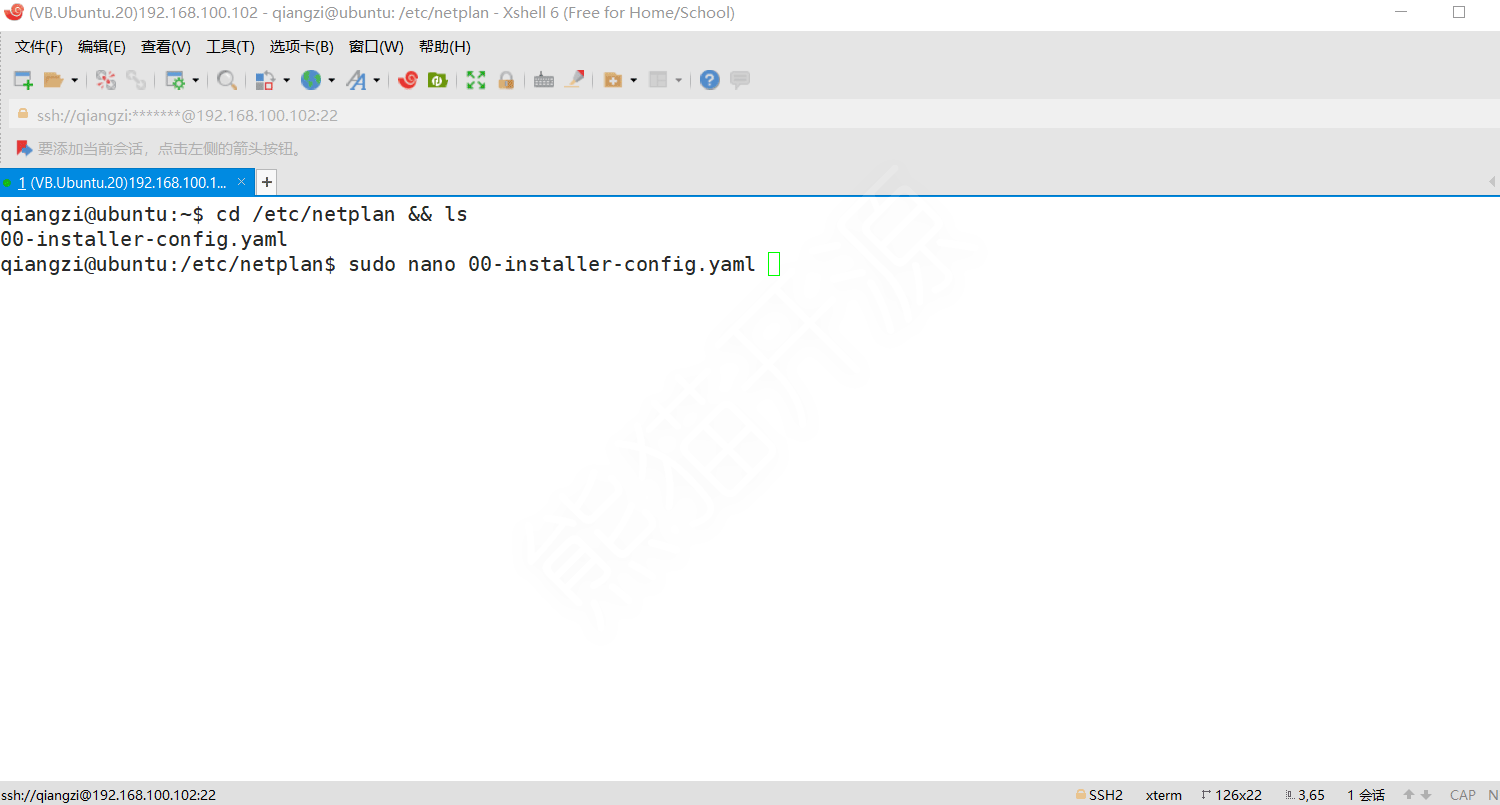 (VB.Ubuntu.20)192.168.100.102 - qiangzi@ubuntu: /etc/netplan - Xshell 6 (Free for Home/School)
文件(F) 编辑(E) 查看(V) 工具(T) 选项卡(B) 窗口(W) 帮助(H)
ssh://qiangzi:*******@192.168.100.102:22
要添加当前会话，点击左侧的箭头按钮。
1 (VB.Ubuntu.20)192.168.100.1... × +
qiangzi@ubuntu:~$ cd /etc/netplan && ls
00-installer-config.yaml
qiangzi@ubuntu:/etc/netplan$ sudo nano 00-installer-config.yaml
熊猫开源
ssh://qiangzi@192.168.100.102:22 SSH2 xterm 126x22 3,65 1 会话 CAP N